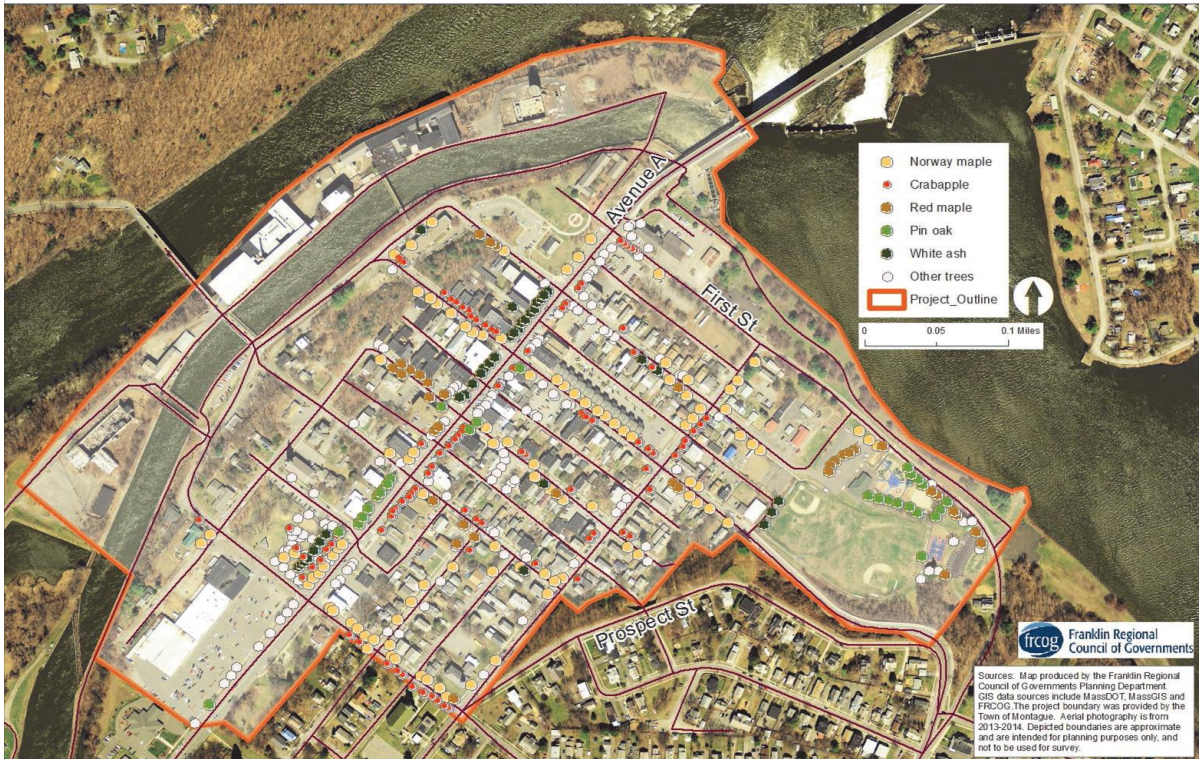 Avenue A
First St
Prospect St
Norway maple
Crabapple
Red maple
Pin oak
White ash
Other trees
Project_Outline
0 0.05 0.1 Miles
frcog Franklin Regional
Council of Governments
Sources: Map produced by the Franklin Regional
Council of Governments Planning Department.
GIS data sources include MassDOT, MassGIS and
FRCOG. The project boundary was provided by the
Town of Montague. Aerial photography is from
2013-2014. Depicted boundaries are approximate
and are intended for planning purposes only, and
not to be used for survey.